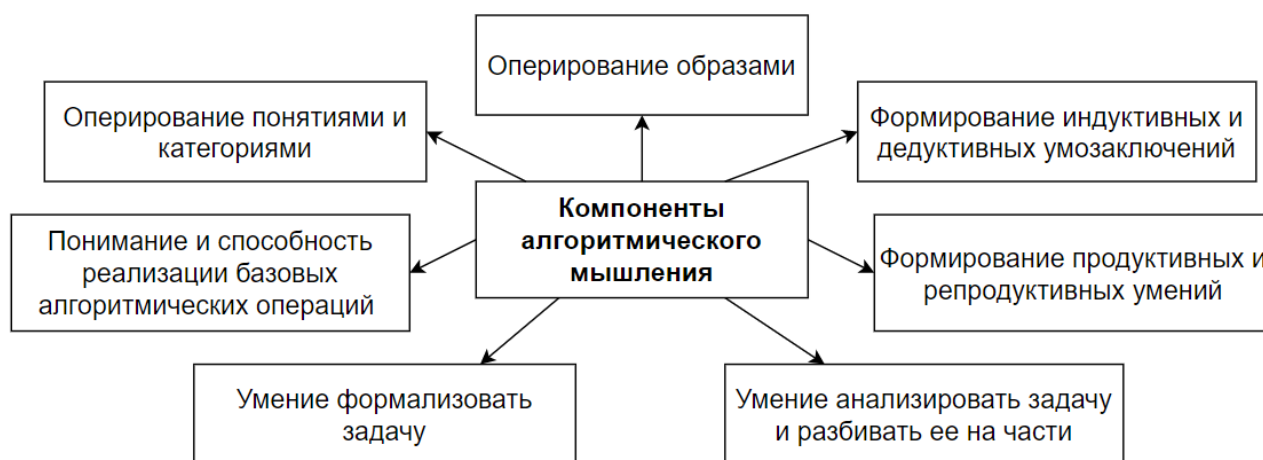 Оперирование образами
Оперирование понятиями и
категориями
Формирование индуктивных и
дедуктивных умозаключений
Компоненты
алгоритмического
мышления
Понимание и способность
реализации базовых
алгоритмических операций
Формирование продуктивных и
репродуктивных умений
Умение формализовать
задачу
Умение анализировать задачу
и разбивать ее на части